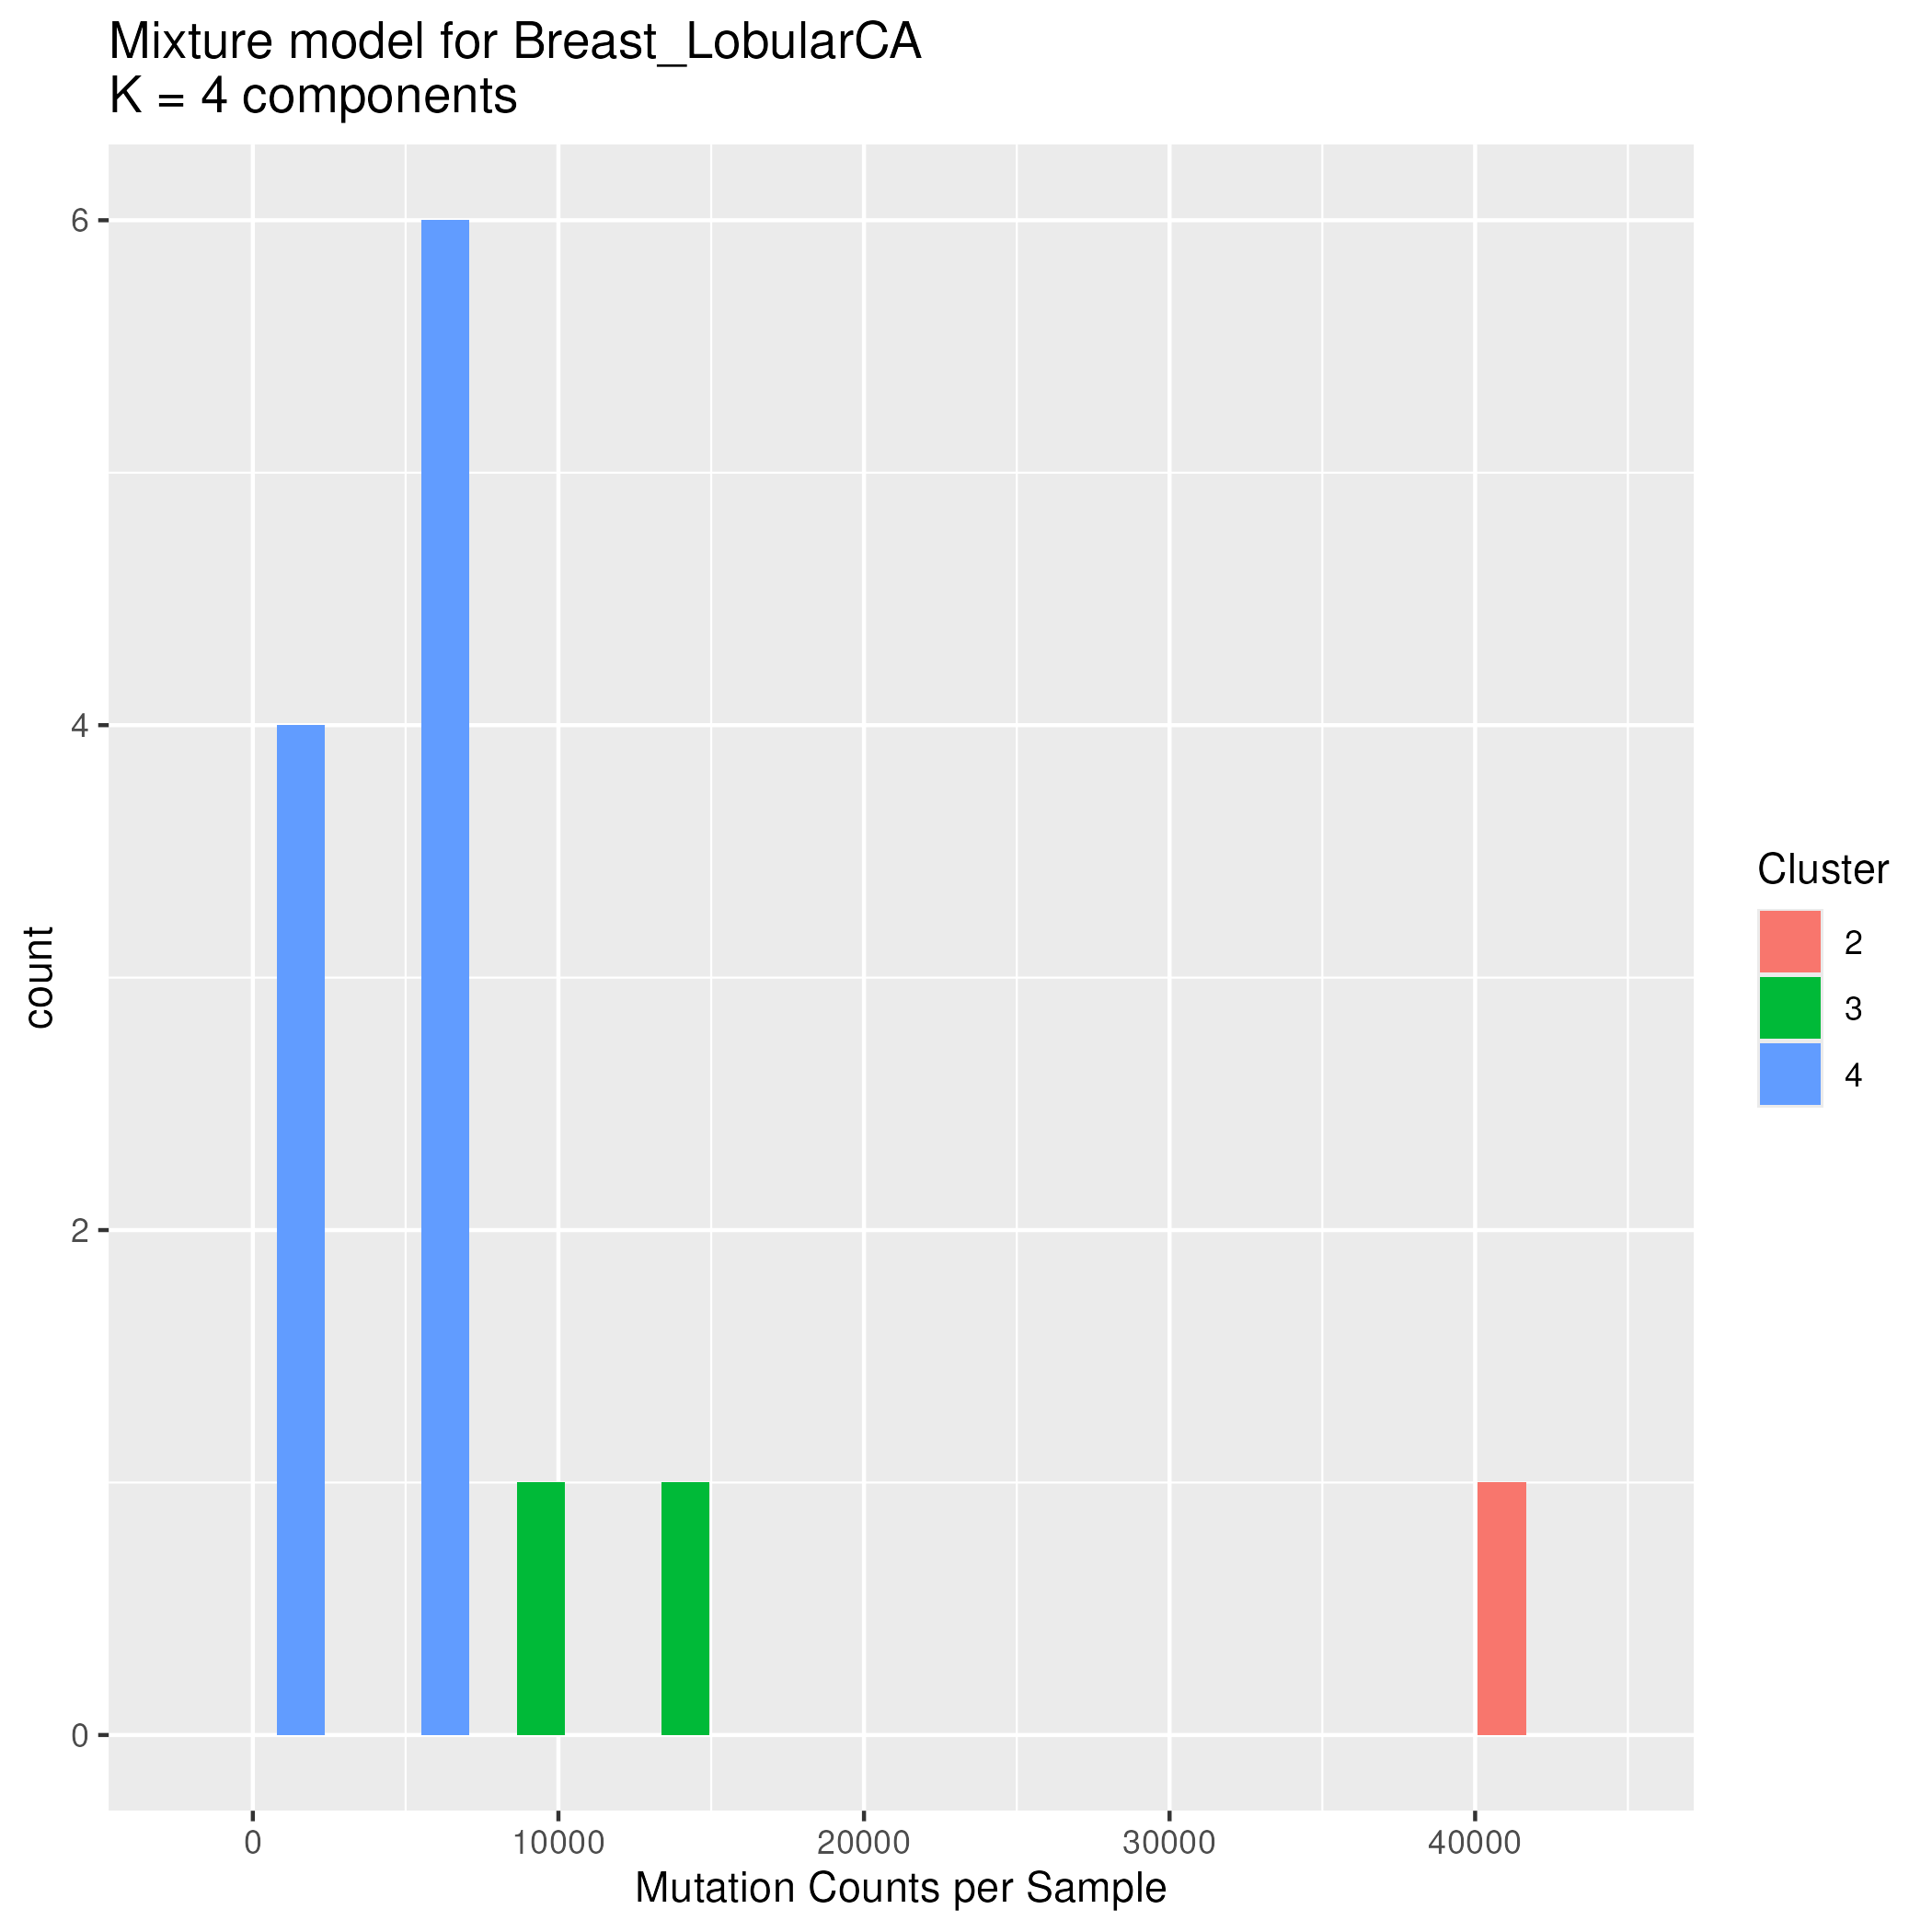 Mixture model for Breast_LobularCA
K = 4 components
6
4
2
0
count
0
10000
20000
30000
40000
Mutation Counts per Sample
Cluster
2
3
4